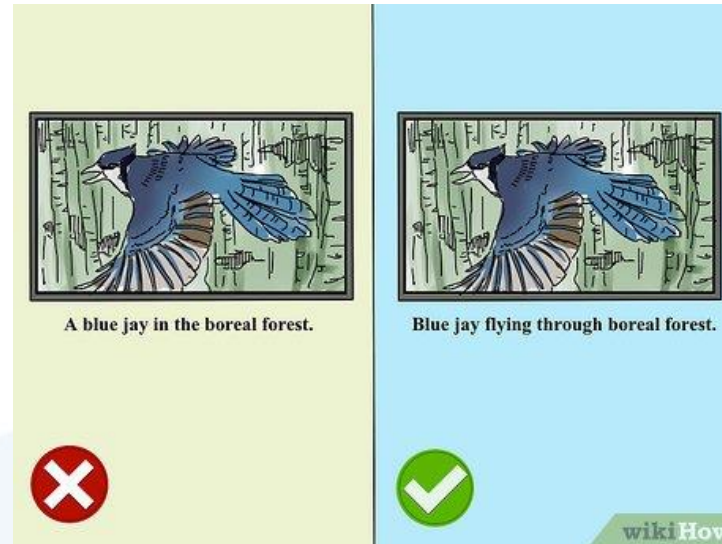 A blue jay in the boreal forest.
Blue jay flying through boreal forest.
wikiHow